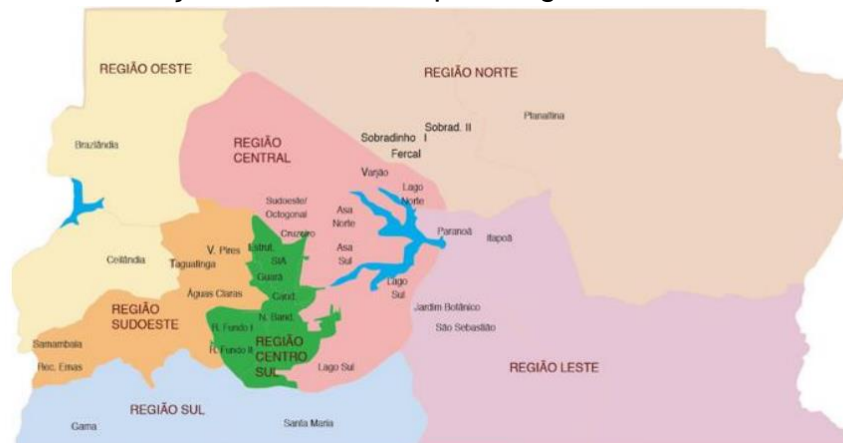 REGIÃO OESTE
REGIÃO NORTE
Planaltina
Sobrad. II
Sobradinho I
Fercal
Brazlândia
REGIÃO
CENTRAL
Varjão
Lago
Norte
Sudoeste/
Octogonal
Asa
Norte
Cruzeiro
Paranoá
Itapoã
V. Pires
Estrut.
Asa
Sul
Ceilândia
Taguatinga
SIA
Guará
Lago
Sul
Águas Claras
Cand.
Jardim Botânico
REGIÃO
SUDOESTE
N. Band.
R. Fundo I
São Sebastião
Samambaia
R. Fundo II
REGIÃO
CENTRO
SUL
Rec. Emas
Lago Sul
REGIÃO LESTE
REGIÃO SUL
Gama
Santa Maria